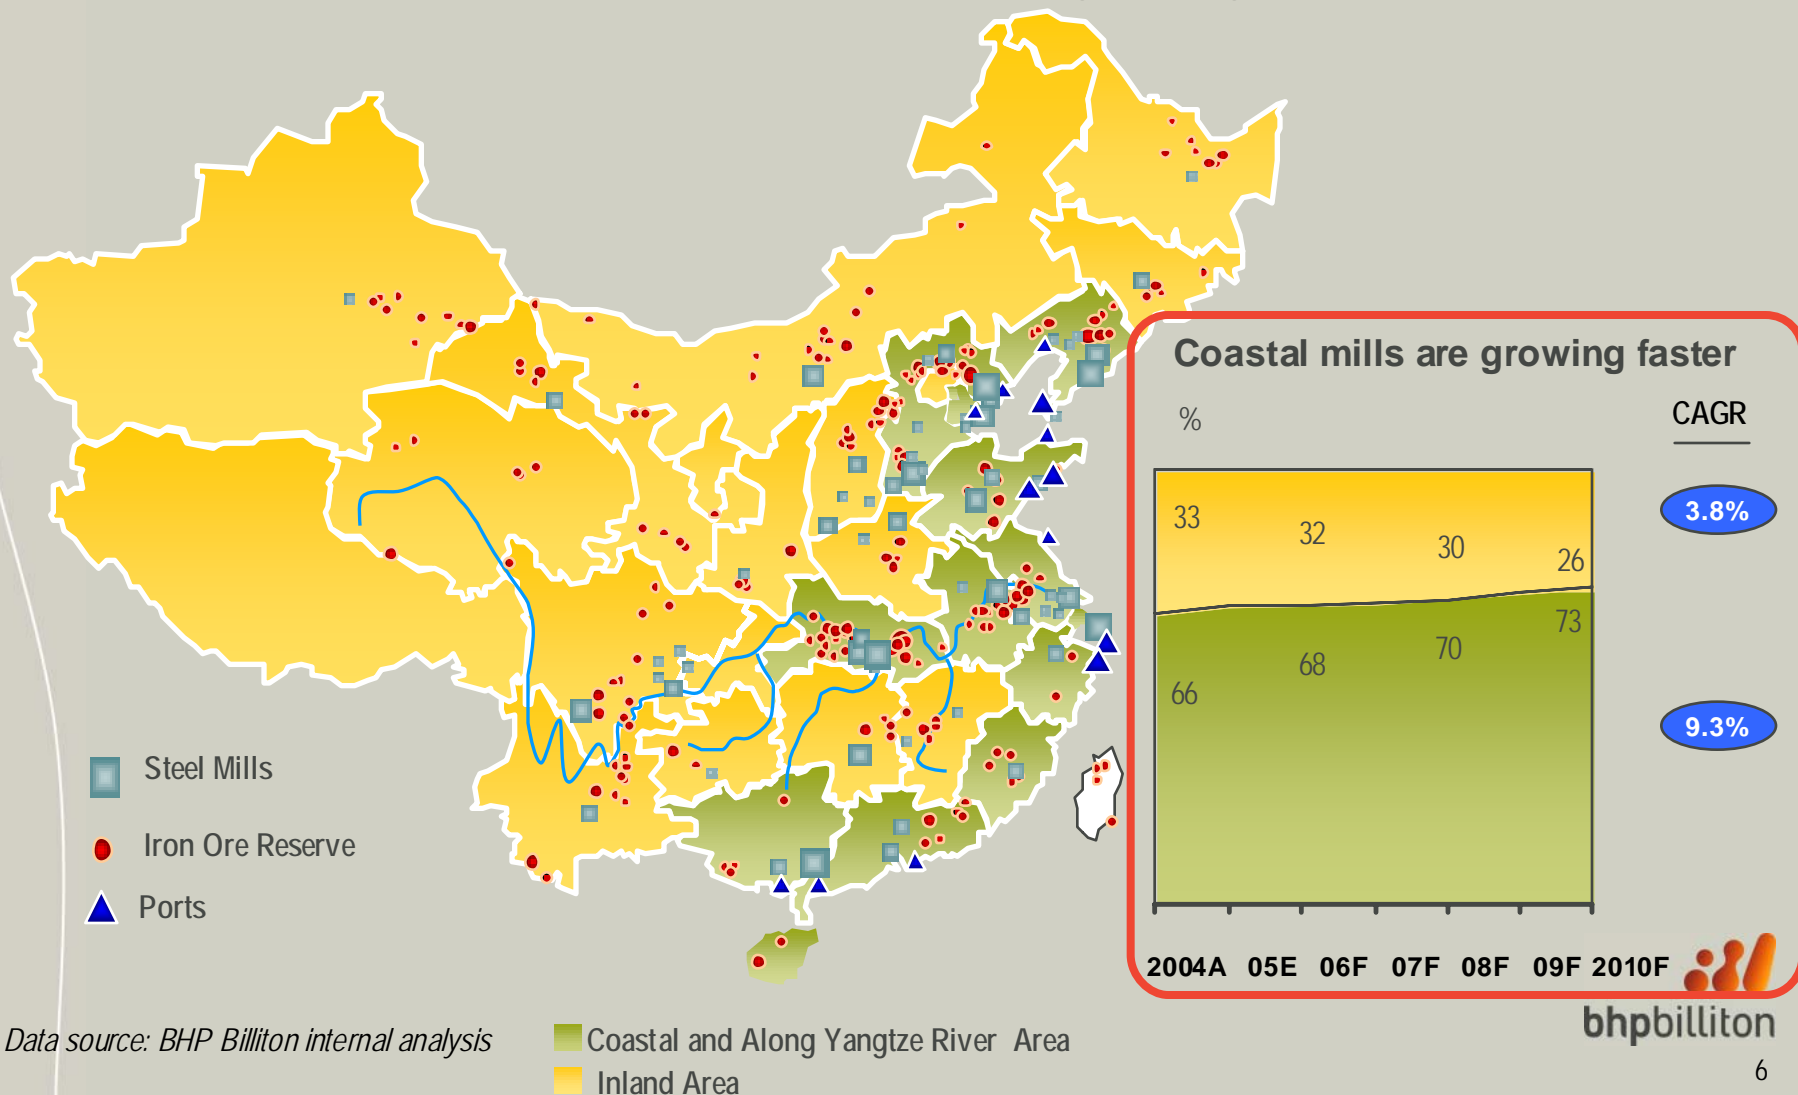 Coastal mills are growing faster
%
CAGR
33
32
30
26
3.8%
66
68
70
73
9.3%
2004A 05E 06F 07F 08F 09F 2010F
Steel Mills
Iron Ore Reserve
Ports
Data source: BHP Billiton internal analysis
Coastal and Along Yangtze River Area
Inland Area
bhpbilliton
6